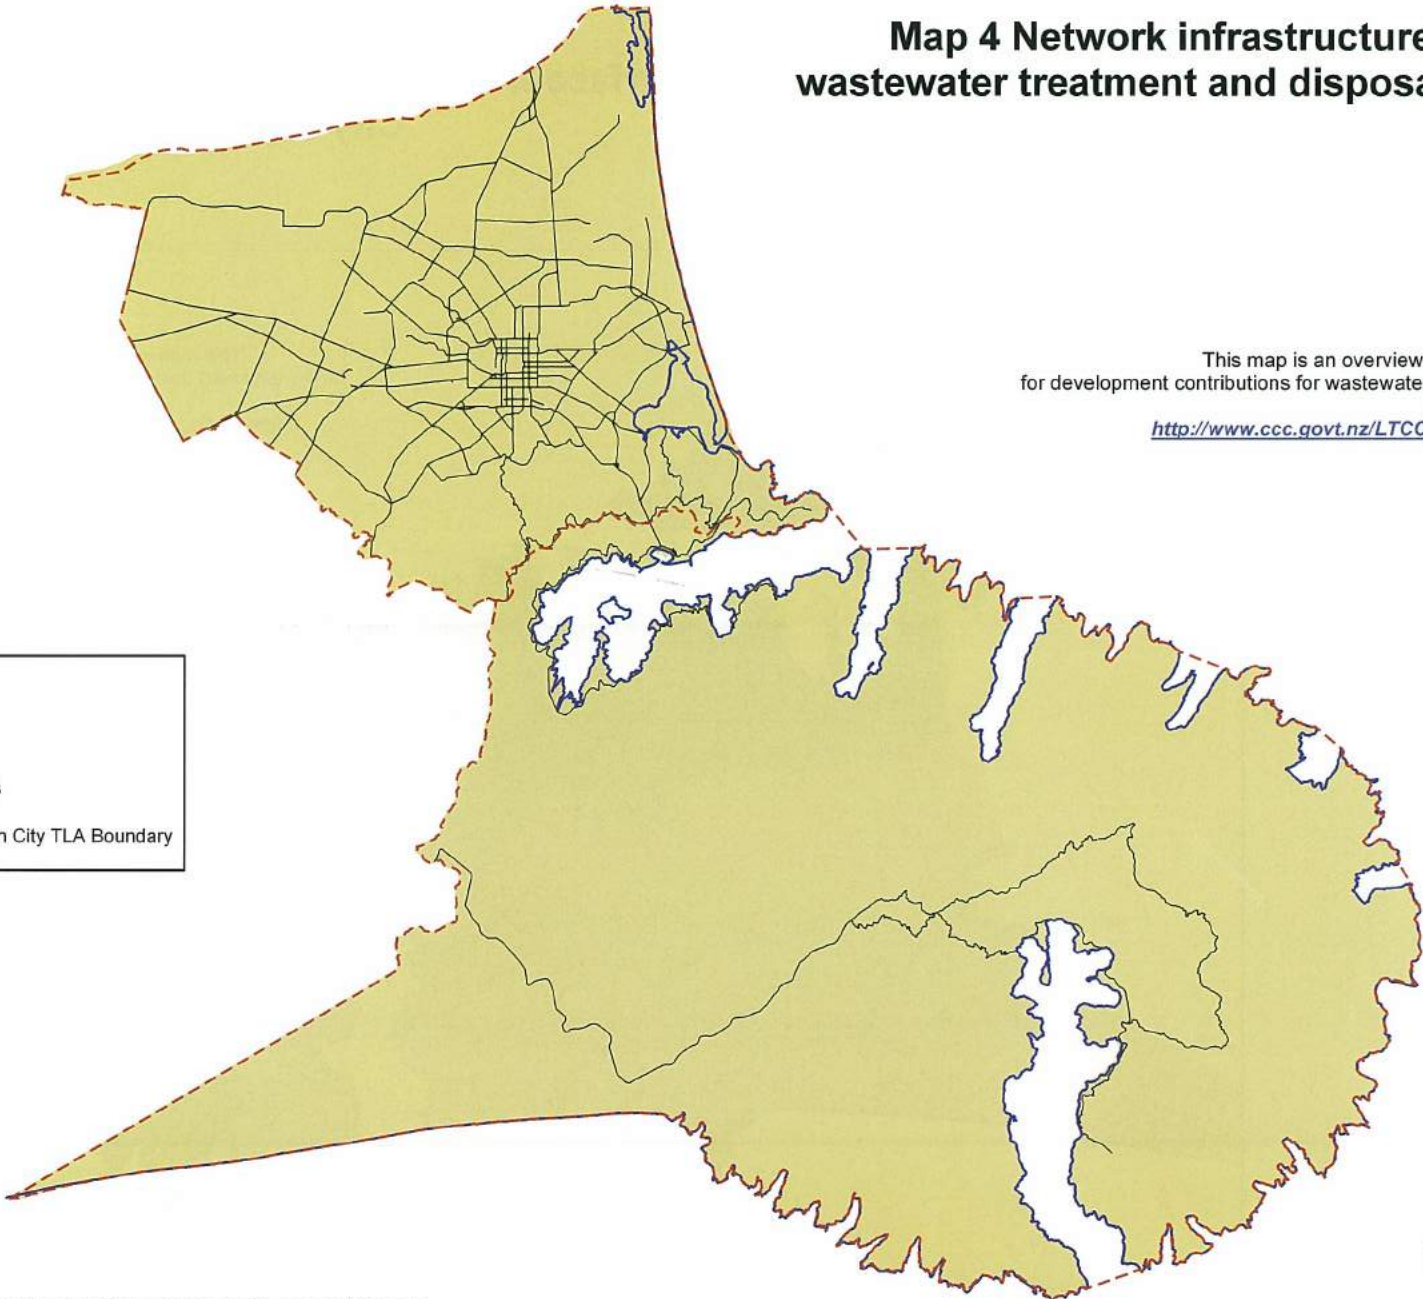 Map 4 Network infrastructure
wastewater treatment and disposa
This map is an overview
for development contributions for wastewate
http://www.ccc.govt.nz/LTCC
City TLA Boundary